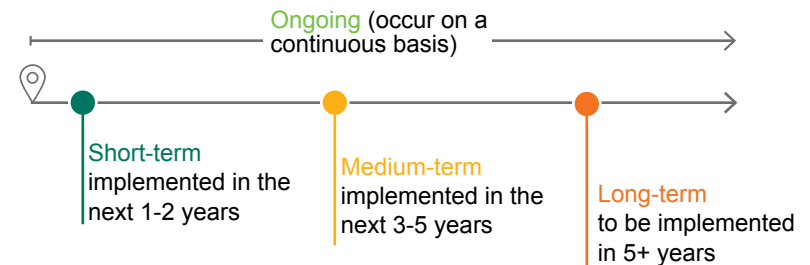 Ongoing (occur on a
continuous basis)
Short-term
implemented in the
next 1-2 years
Medium-term
implemented in the
next 3-5 years
Long-term
to be implemented
in 5+ years